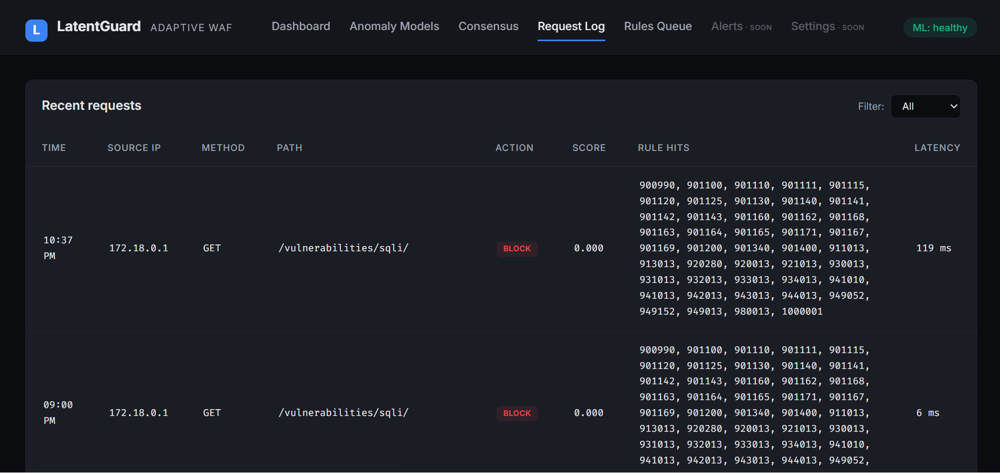 L LatentGuard ADAPTIVE WAF Dashboard Anomaly Models Consensus Request Log Rules Queue Alerts · SOON Settings · SOON ML: healthy
Recent requests Filter: All
TIME SOURCE IP METHOD PATH ACTION SCORE RULE HITS LATENCY
10:37
PM
172.18.0.1 GET /vulnerabilities/sqli/ BLOCK 0.000
900990, 901100, 901110, 901111, 901115,
901120, 901125, 901130, 901140, 901141,
901142, 901143, 901160, 901162, 901168,
901163, 901164, 901165, 901171, 901167,
901169, 901200, 901340, 901400, 911013,
913013, 920280, 920013, 921013, 930013,
931013, 932013, 933013, 934013, 941010,
941013, 942013, 943013, 944013, 949052,
949152, 949013, 980013, 1000001
119 ms
09:00
PM
172.18.0.1 GET /vulnerabilities/sqli/ BLOCK 0.000
900990, 901100, 901110, 901111, 901115,
901120, 901125, 901130, 901140, 901141,
901142, 901143, 901160, 901162, 901168,
901163, 901164, 901165, 901171, 901167,
901169, 901200, 901340, 901400, 911013,
913013, 920280, 920013, 921013, 930013,
931013, 932013, 933013, 934013, 941010,
941013, 942013, 943013, 944013, 949052,
6 ms